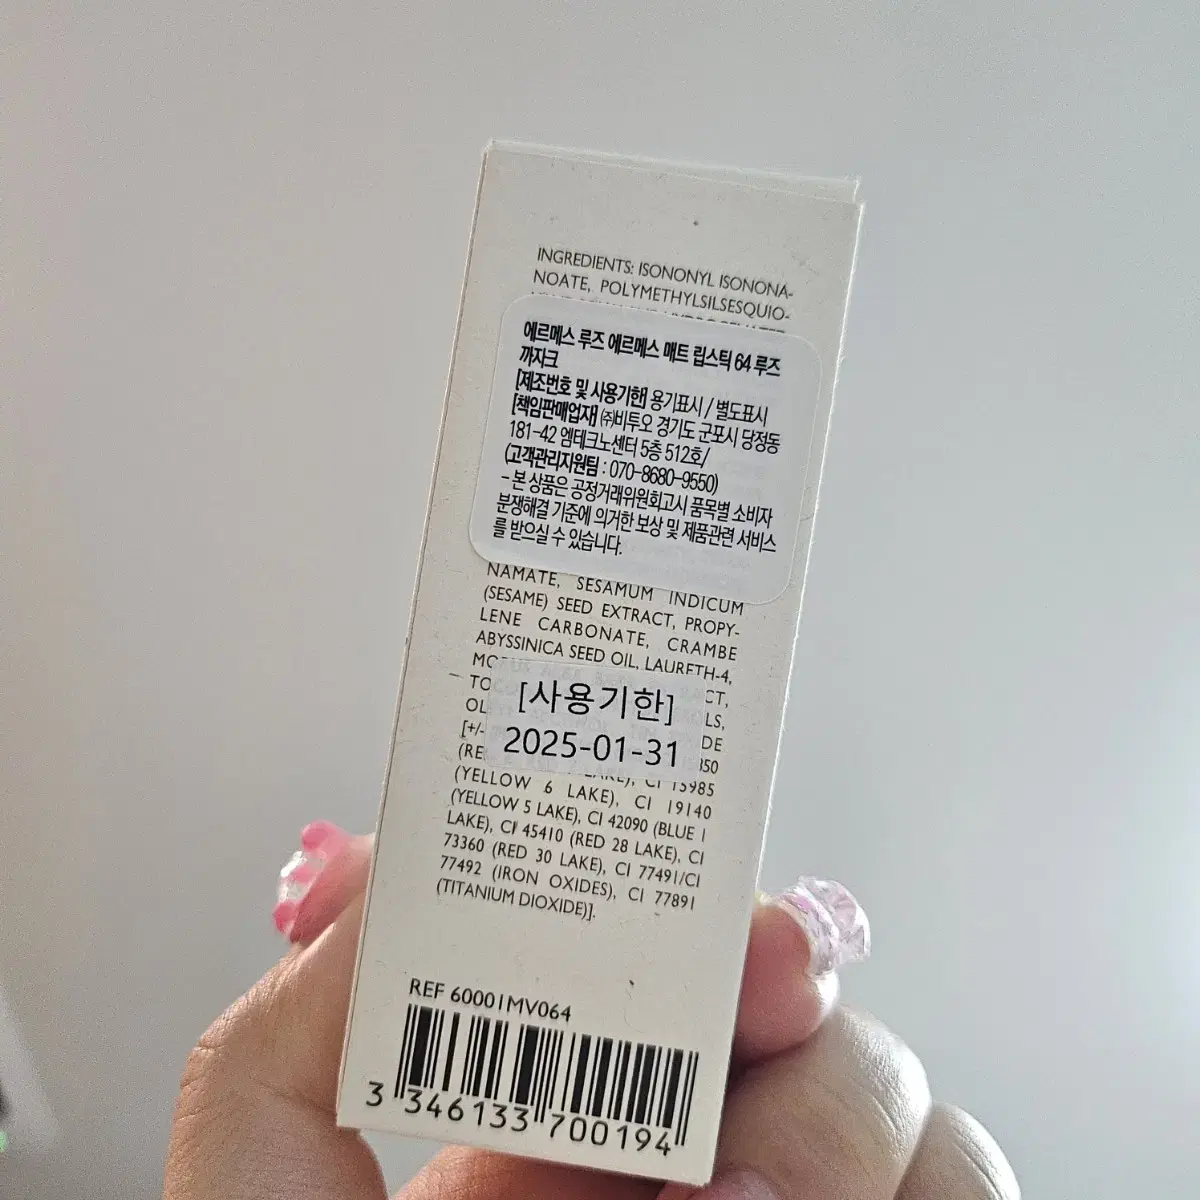 INGREDIENTS: ISONONYL ISONONA-
NOATE, POLYMETHYLSILSESQUIO-
에르메스 루즈 에르메스 매트 립스틱 64 루즈
까자크
[제조번호 및 사용기한] 용기표시 / 별도표시
[책임판매업자] ㈜비투오 경기도 군포시 당정동
181-42 엠테크노센터 5층 512호/
(고객관리지원팀 : 070-8680-9550)
- 본 상품은 공정거래위원회고시 품목별 소비자
분쟁해결 기준에 의거한 보상 및 제품관련 서비스
를 받으실 수 있습니다.
NAMATE, SESAMUM INDICUM
(SESAME) SEED EXTRACT, PROPY-
LENE CARBONATE, CRAMBE
ABYSSINICA SEED OIL, LAURETH-4,
[사용기한]
2025-01-31
LAKE), CI 15985
(YELLOW 6 LAKE), CI 19140
(YELLOW 5 LAKE), CI 42090 (BLUE 1
LAKE), CI 45410 (RED 28 LAKE), CI
73360 (RED 30 LAKE), CI 77491/CI
77492 (IRON OXIDES), CI 77891
(TITANIUM DIOXIDE)].
REF 60001MV064
3 346133 700194